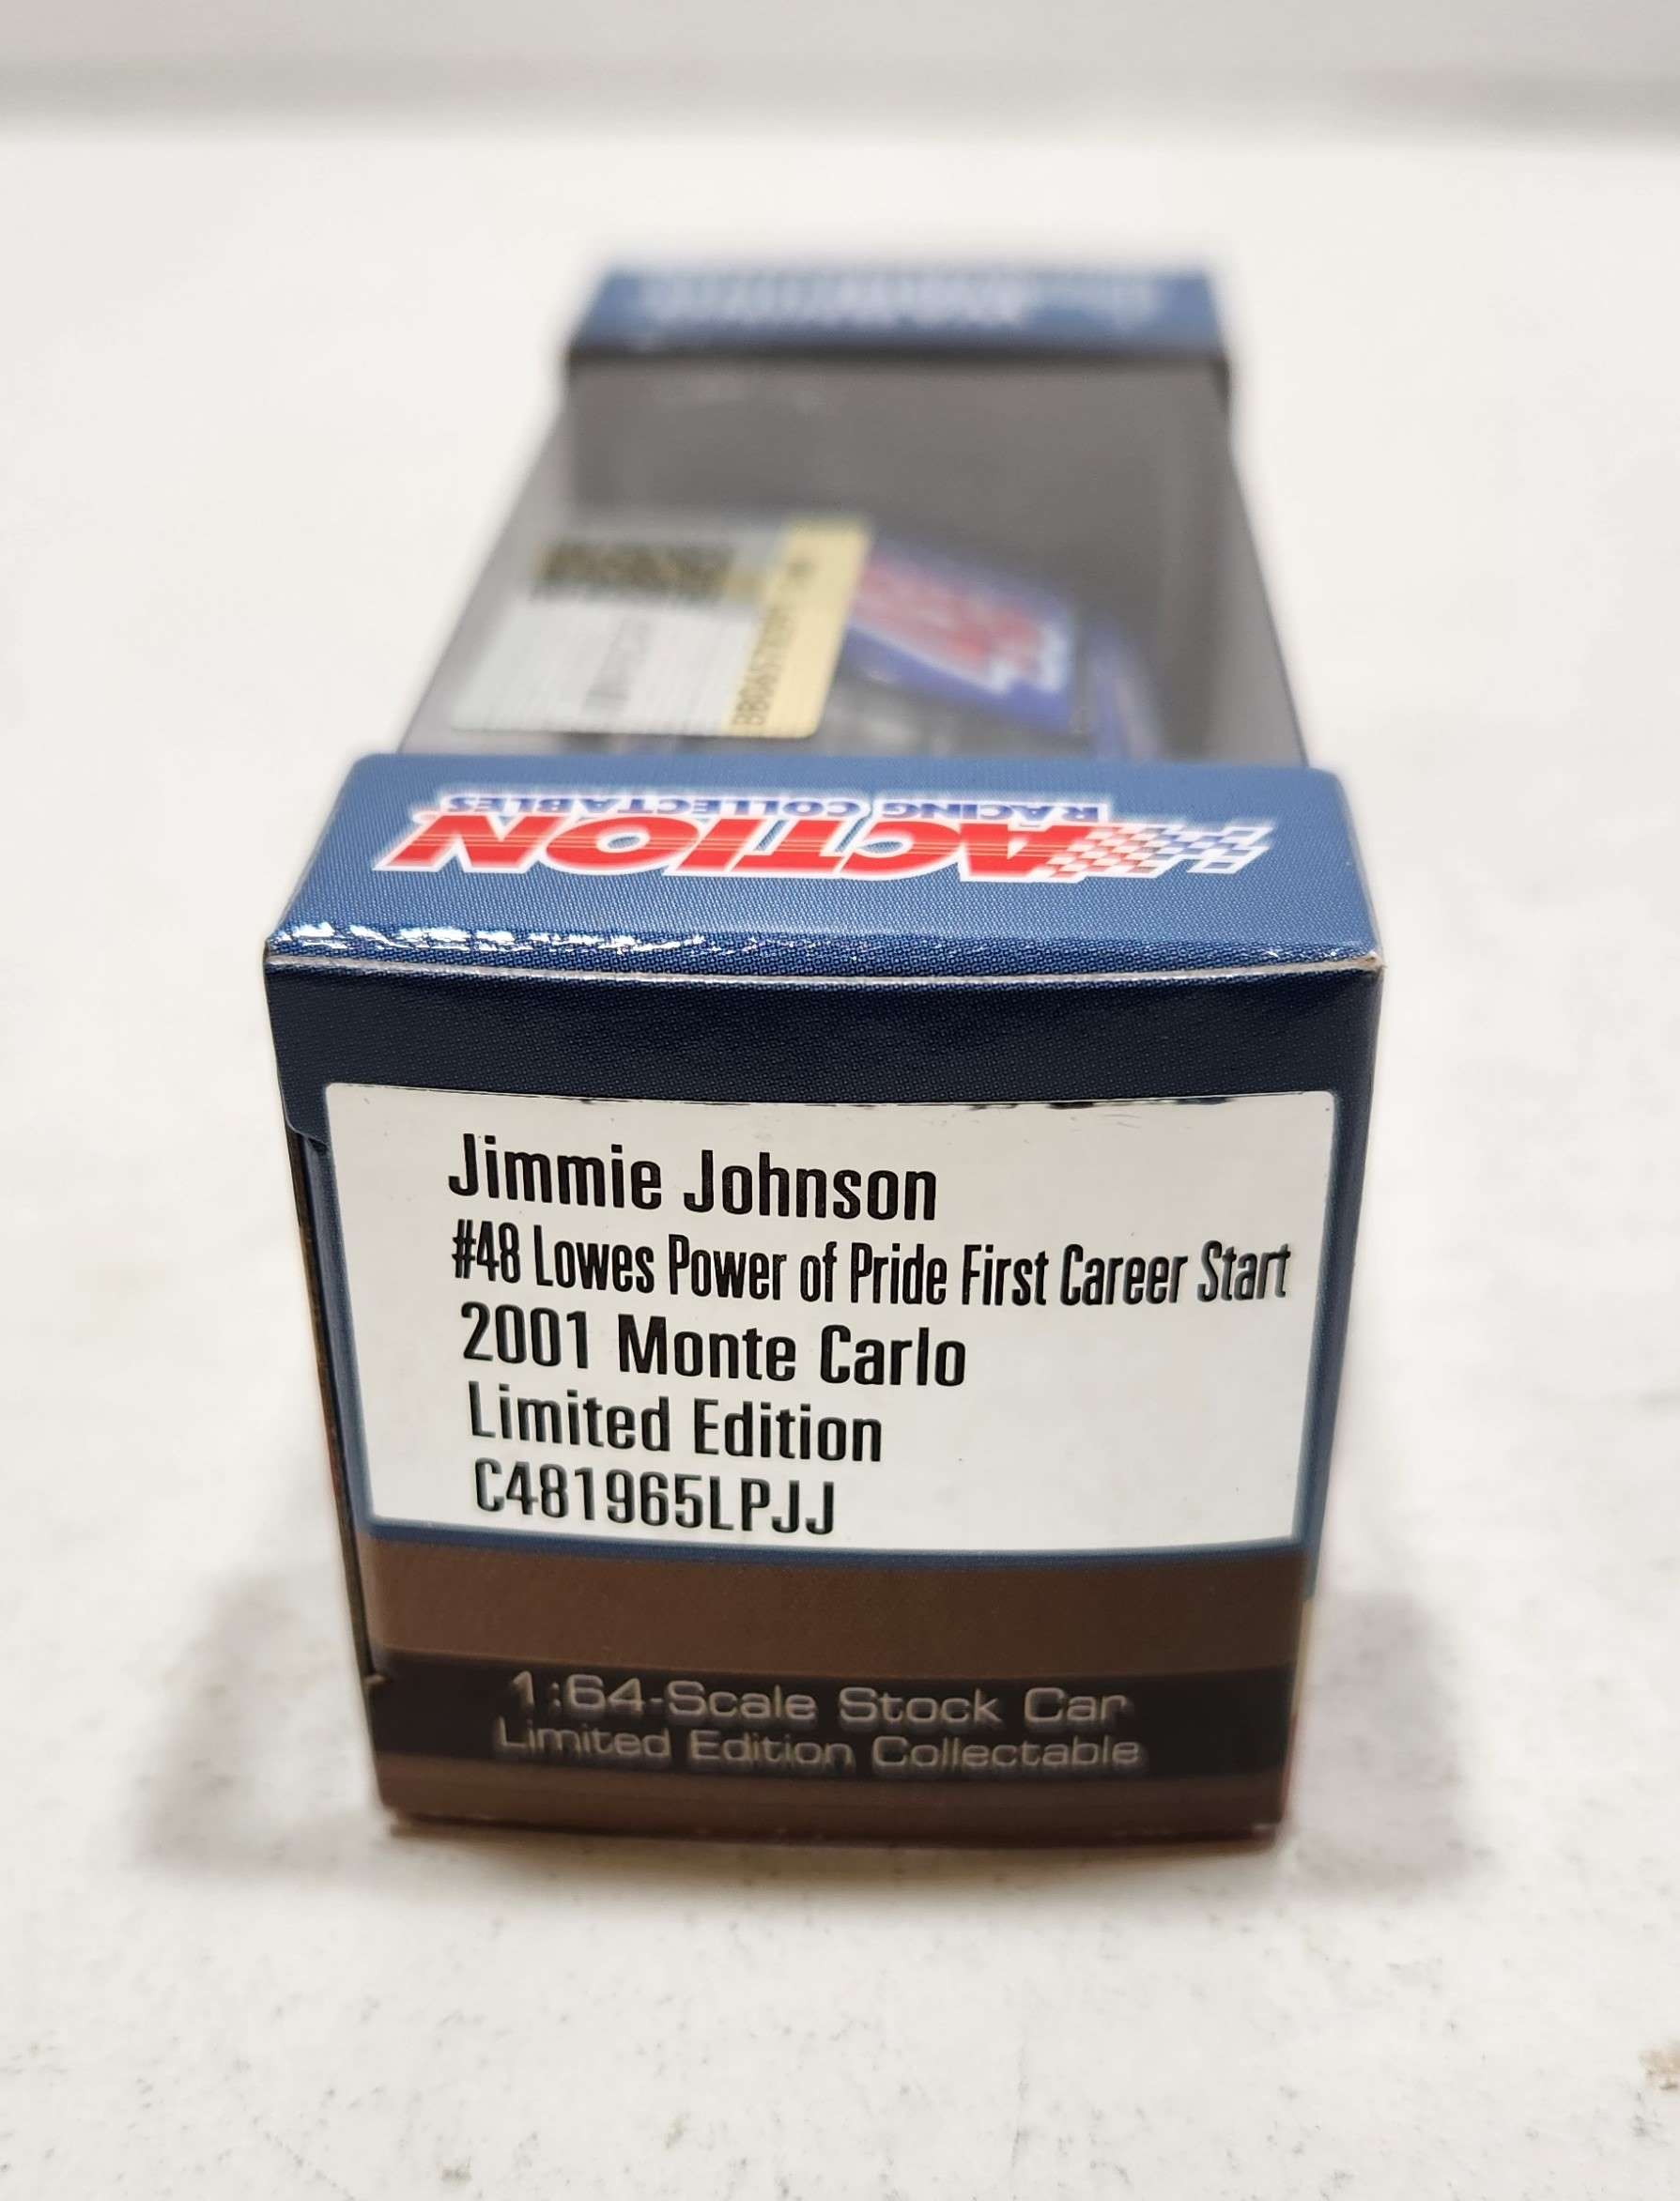 ACTION
RACING COLLECTABLES
Jimmie Johnson
#48 Lowes Power of Pride First Career Start
2001 Monte Carlo
Limited Edition
C481965LPJJ
1:64-Scale Stock Car
Limited Edition Collectable